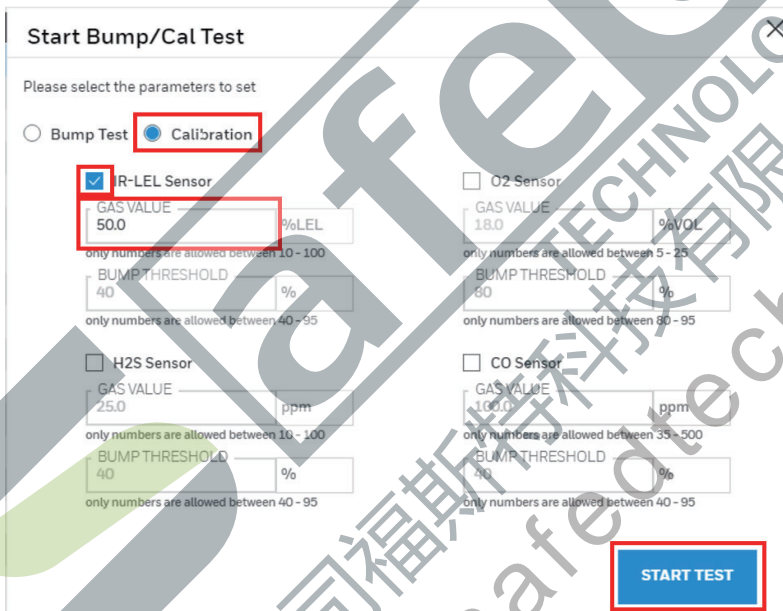 Start Bump/Cal Test
Please select the parameters to set
Bump Test Calibration
IR-LEL Sensor
GAS VALUE
50.0 %LEL
only numbers are allowed between 10 - 100
BUMP THRESHOLD
40 %
only numbers are allowed between 40 - 95
O2 Sensor
GAS VALUE
18.0 %VOL
only numbers are allowed between 5 - 25
BUMP THRESHOLD
80 %
only numbers are allowed between 80 - 95
H2S Sensor
GAS VALUE
25.0 ppm
only numbers are allowed between 10 - 100
BUMP THRESHOLD
40 %
only numbers are allowed between 40 - 95
CO Sensor
GAS VALUE
100.0 ppm
only numbers are allowed between 35 - 500
BUMP THRESHOLD
40 %
only numbers are allowed between 40 - 95
START TEST